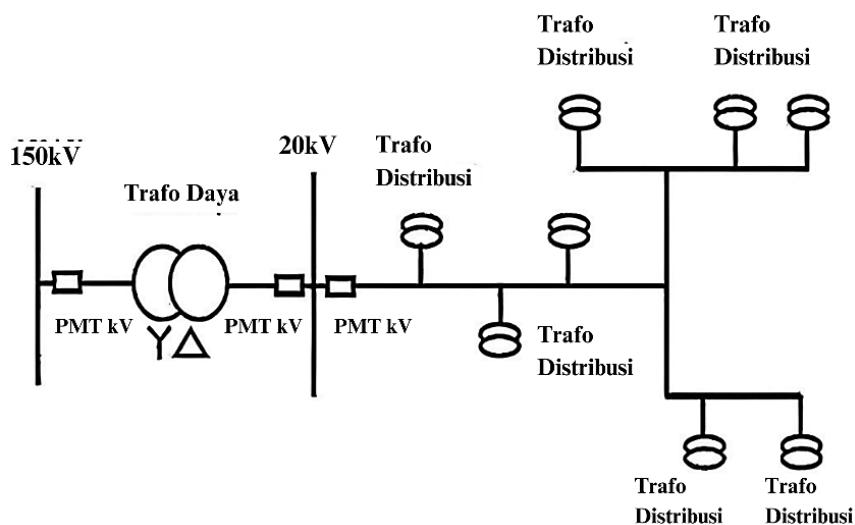 Trafo
Distribusi
Trafo
Distribusi
150kV
20kV
Trafo
Distribusi
Trafo Daya
PMT kV
PMT kV
PMT kV
Trafo
Distribusi
Trafo
Distribusi
Trafo
Distribusi